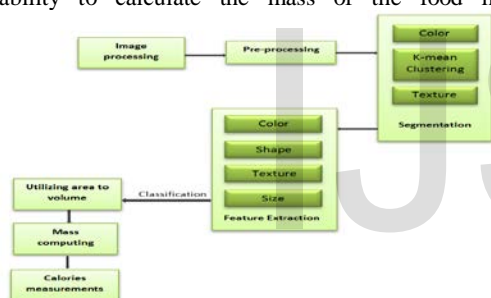 ability to calculate the mass of the food
Image
processing
Pre-processing
Color
K-mean
Clustering
Texture
Segmentation
Color
Shape
Texture
Size
Feature Extraction
Classification
Utilizing area to
volume
Mass
computing
Calories
measurements